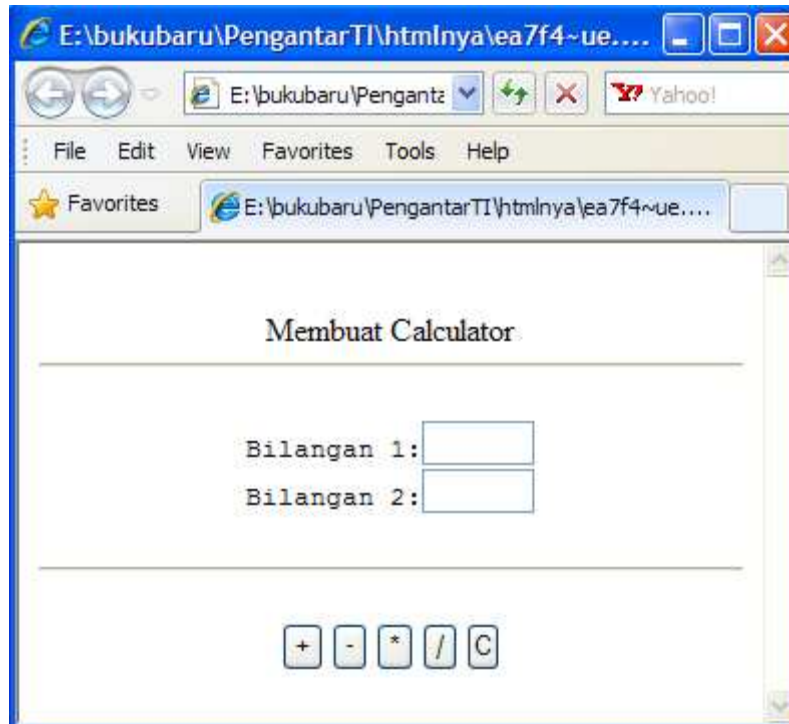 E:\bukubaru\PengantarTI\htmlnya\ea7f4~ue....
E:\bukubaru\Penganta Yahoo!
File Edit View Favorites Tools Help
Favorites E:\bukubaru\PengantarTI\htmlnya\ea7f4~ue....
Membuat Calculator
Bilangan 1:
Bilangan 2:
+ - * / C